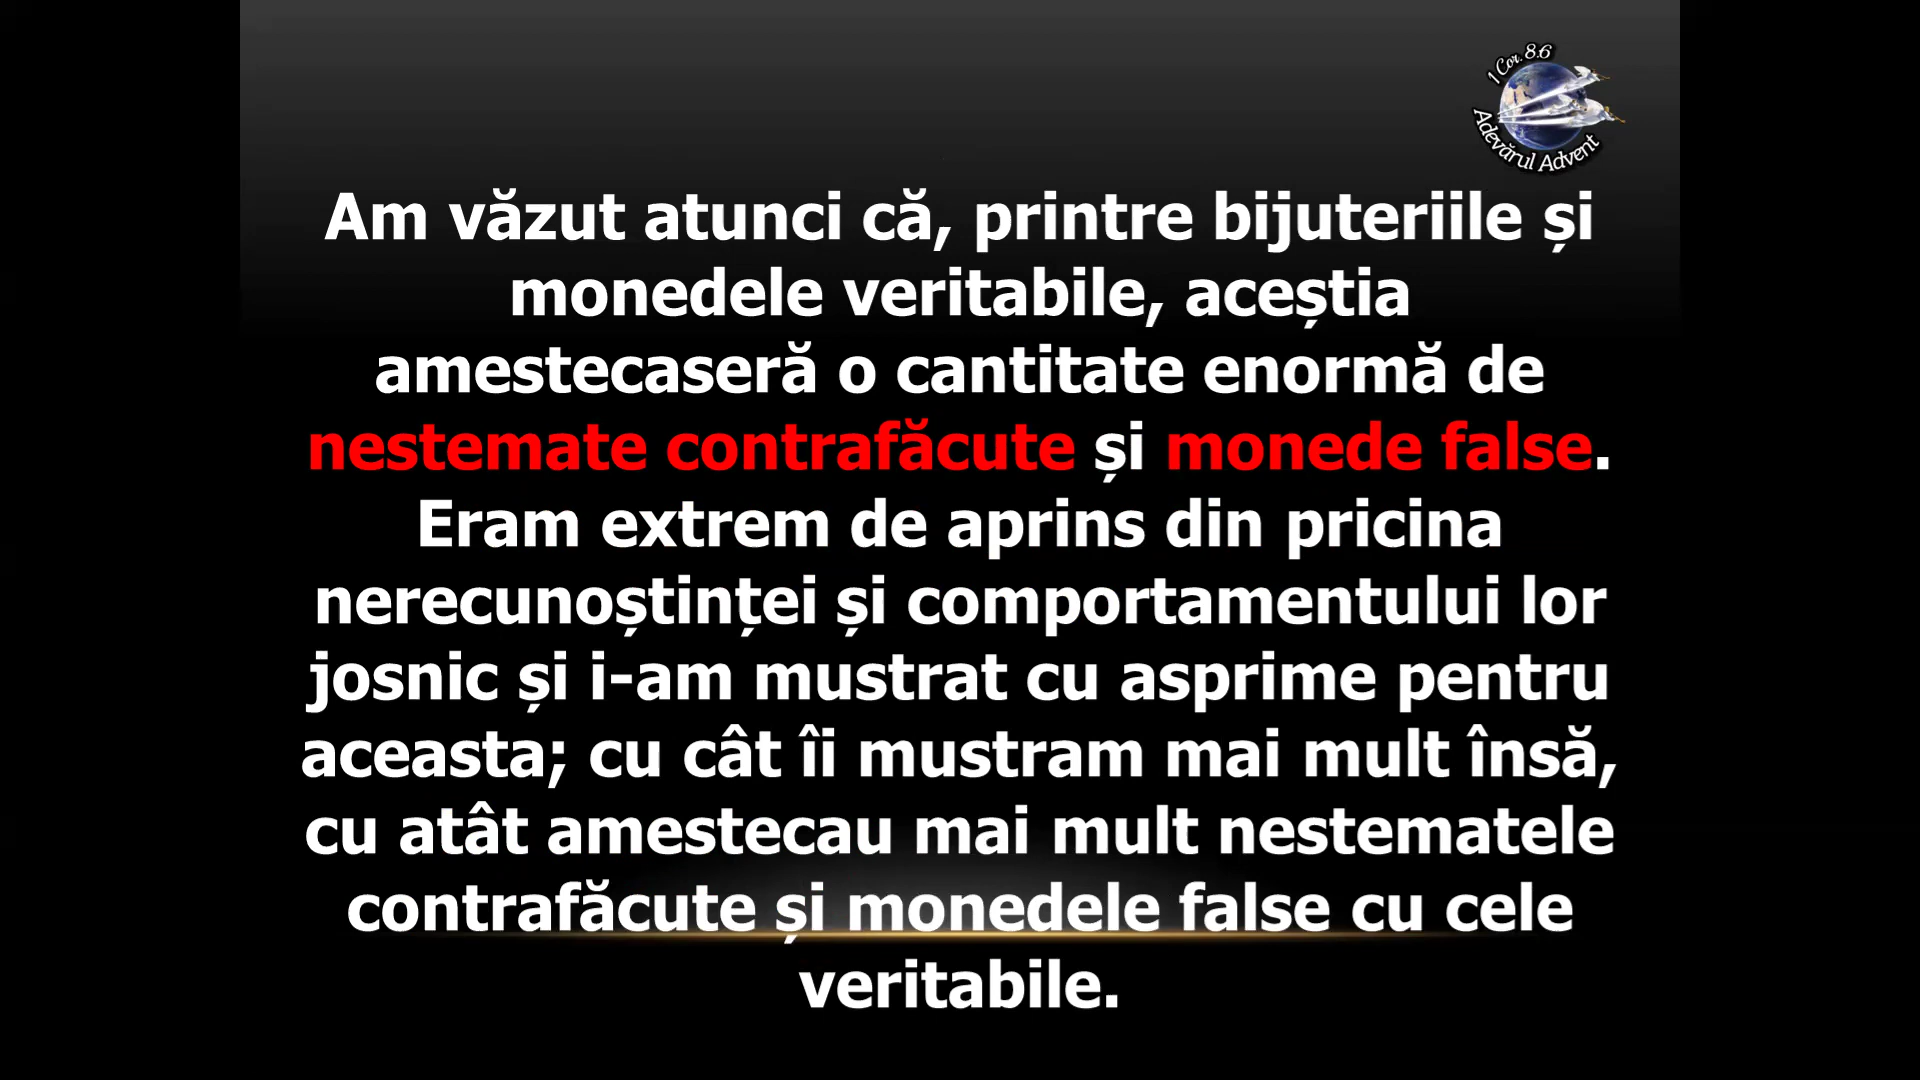 1 Cor. 8:6
Adevărul Advent
Am văzut atunci că, printre bijuteriile și
monedele veritabile, aceștia
amestecaseră o cantitate enormă de
nestemate contrafăcute și monede false.
Eram extrem de aprins din pricina
nerecunoștinței și comportamentului lor
josnic și i-am mustrat cu asprime pentru
aceasta; cu cât îi mustram mai mult însă,
cu atât amestecau mai mult nestematele
contrafăcute și monedele false cu cele
veritabile.